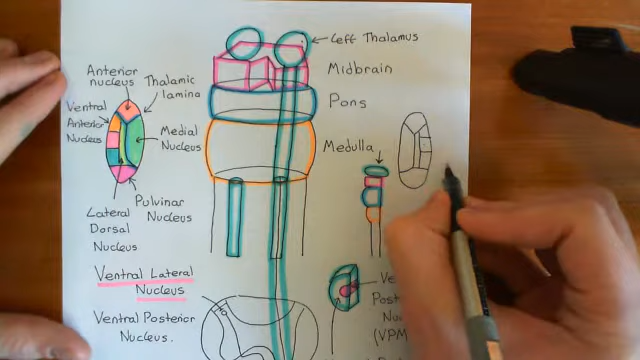 Left Thalamus
Midbrain
Pons
Medulla
Anterior
nucleus
Thalamic
lamina
Ventral
Anterior
Nucleus
Medial
Nucleus
Pulvinar
Nucleus
Lateral
Dorsal
Nucleus
Ventral Lateral
Nucleus
Ventral Posterior
Nucleus.
(VPM